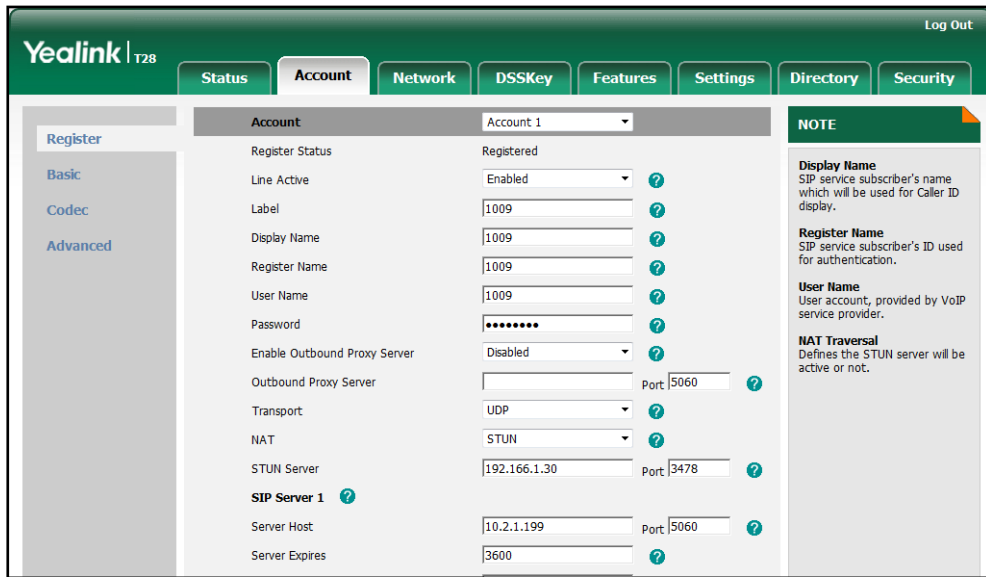 Log Out
Yealink T28
Status Account Network DSSKey Features Settings Directory Security
Register
Basic
Codec
Advanced
Account Account 1
Register Status Registered
Line Active Enabled ?
Label 1009 ?
Display Name 1009 ?
Register Name 1009 ?
User Name 1009 ?
Password •••••••• ?
Enable Outbound Proxy Server Disabled ?
Outbound Proxy Server Port 5060 ?
Transport UDP ?
NAT STUN ?
STUN Server 192.166.1.30 Port 3478 ?
SIP Server 1 ?
Server Host 10.2.1.199 Port 5060 ?
Server Expires 3600 ?
NOTE
Display Name
SIP service subscriber's name
which will be used for Caller ID
display.
Register Name
SIP service subscriber's ID used
for authentication.
User Name
User account, provided by VoIP
service provider.
NAT Traversal
Defines the STUN server will be
active or not.